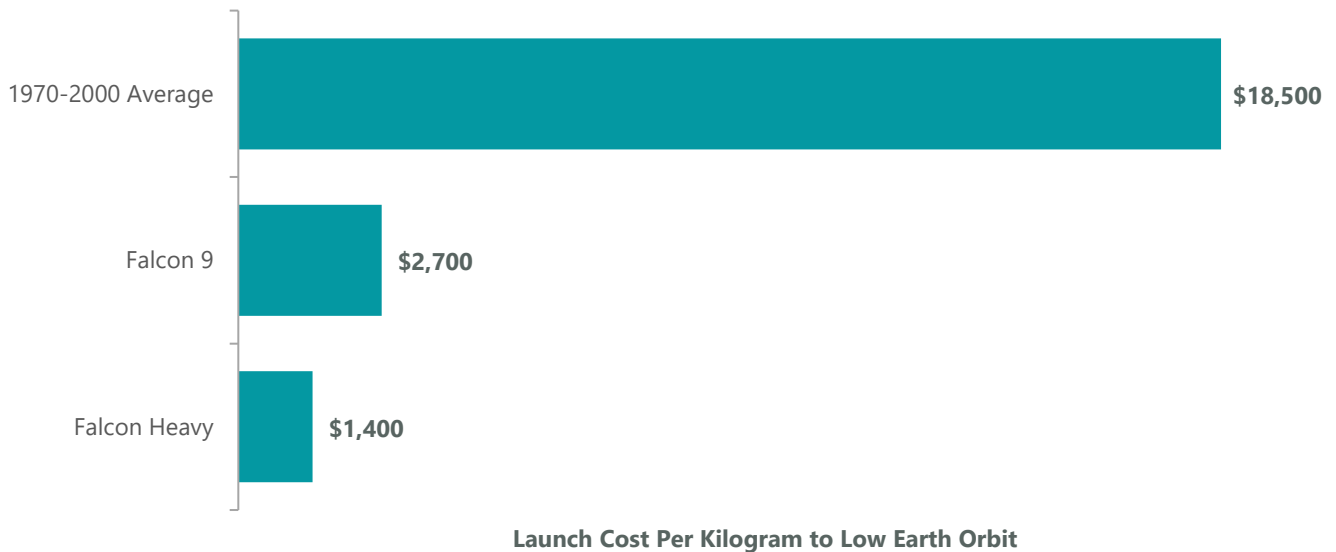 1970-2000 Average
$18,500
Falcon 9
$2,700
Falcon Heavy
$1,400
Launch Cost Per Kilogram to Low Earth Orbit